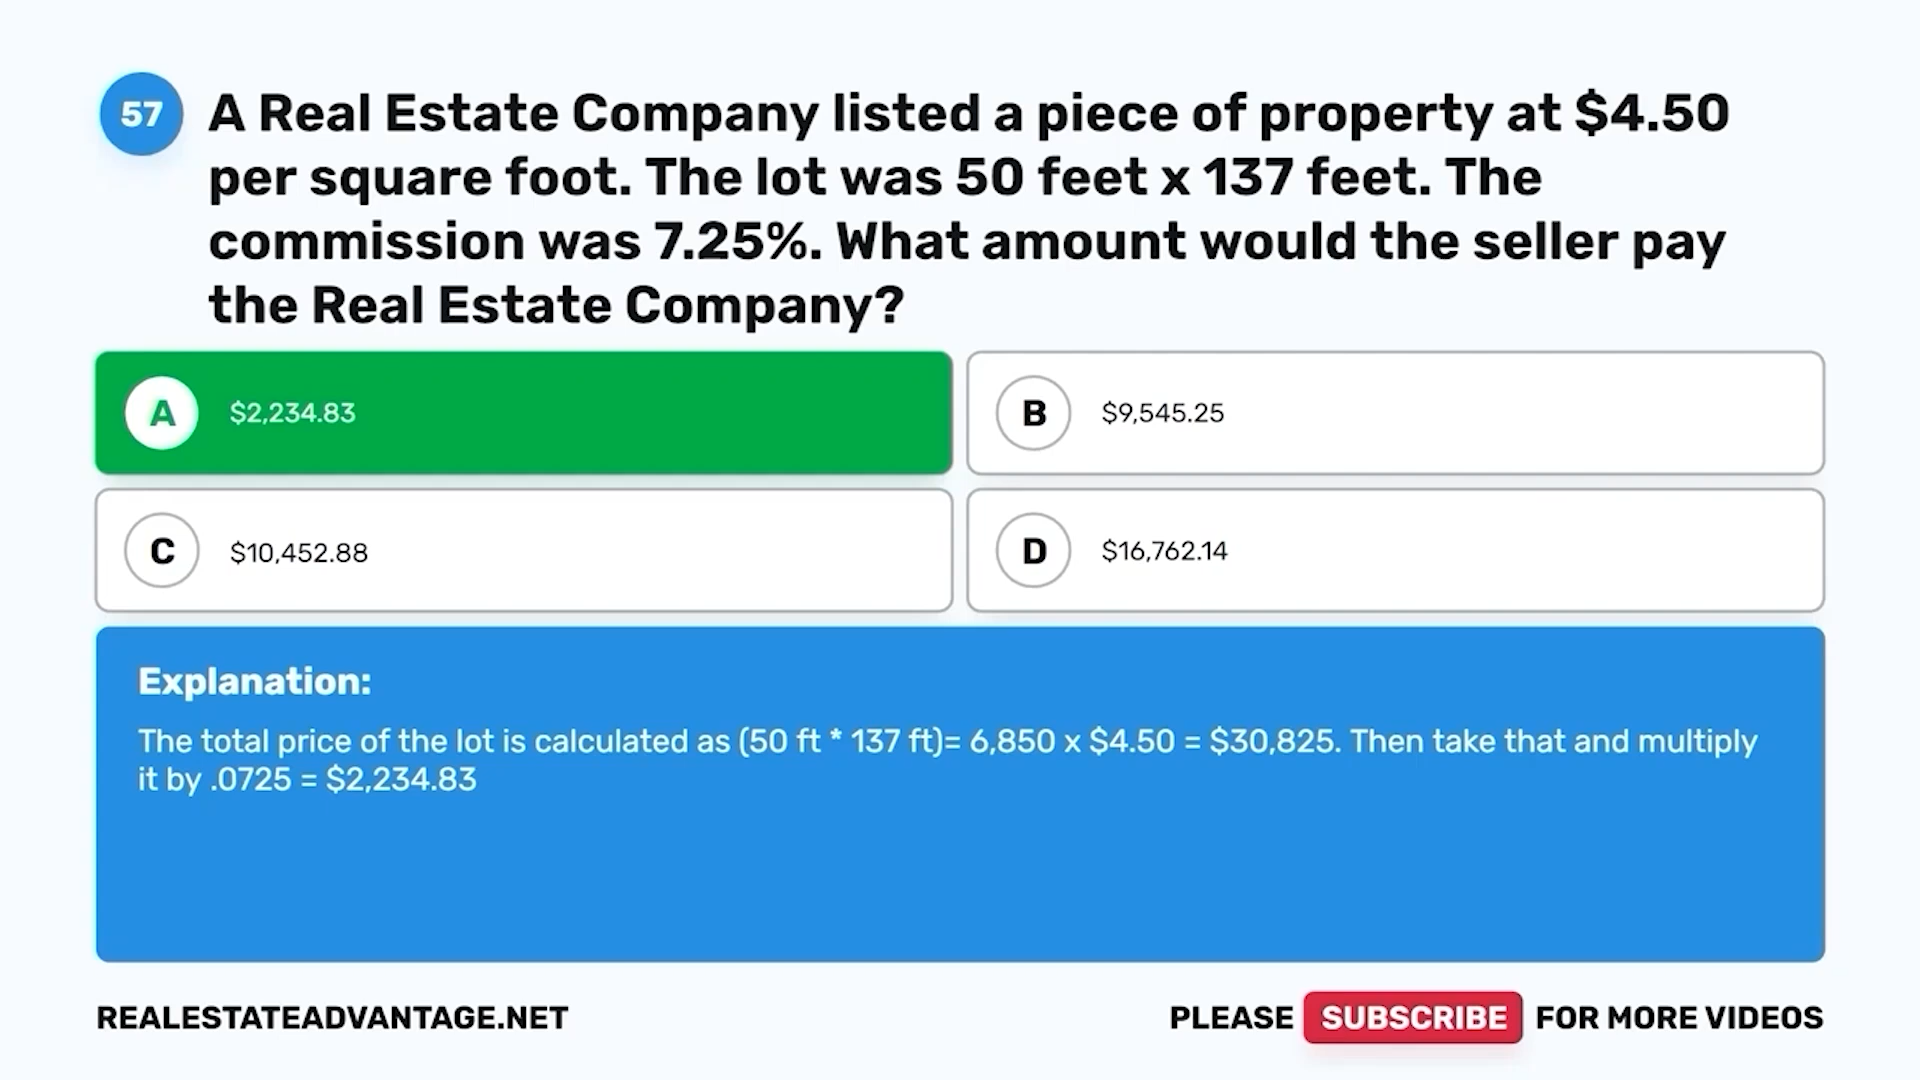 57
A Real Estate Company listed a piece of property at $4.50
per square foot. The lot was 50 feet x 137 feet. The
commission was 7.25%. What amount would the seller pay
the Real Estate Company?
A $2,234.83
B $9,545.25
C $10,452.88
D $16,762.14
Explanation:
The total price of the lot is calculated as (50 ft * 137 ft)= 6,850 x $4.50 = $30,825. Then take that and multiply
it by .0725 = $2,234.83
REALESTATEADVANTAGE.NET
PLEASE SUBSCRIBE FOR MORE VIDEOS